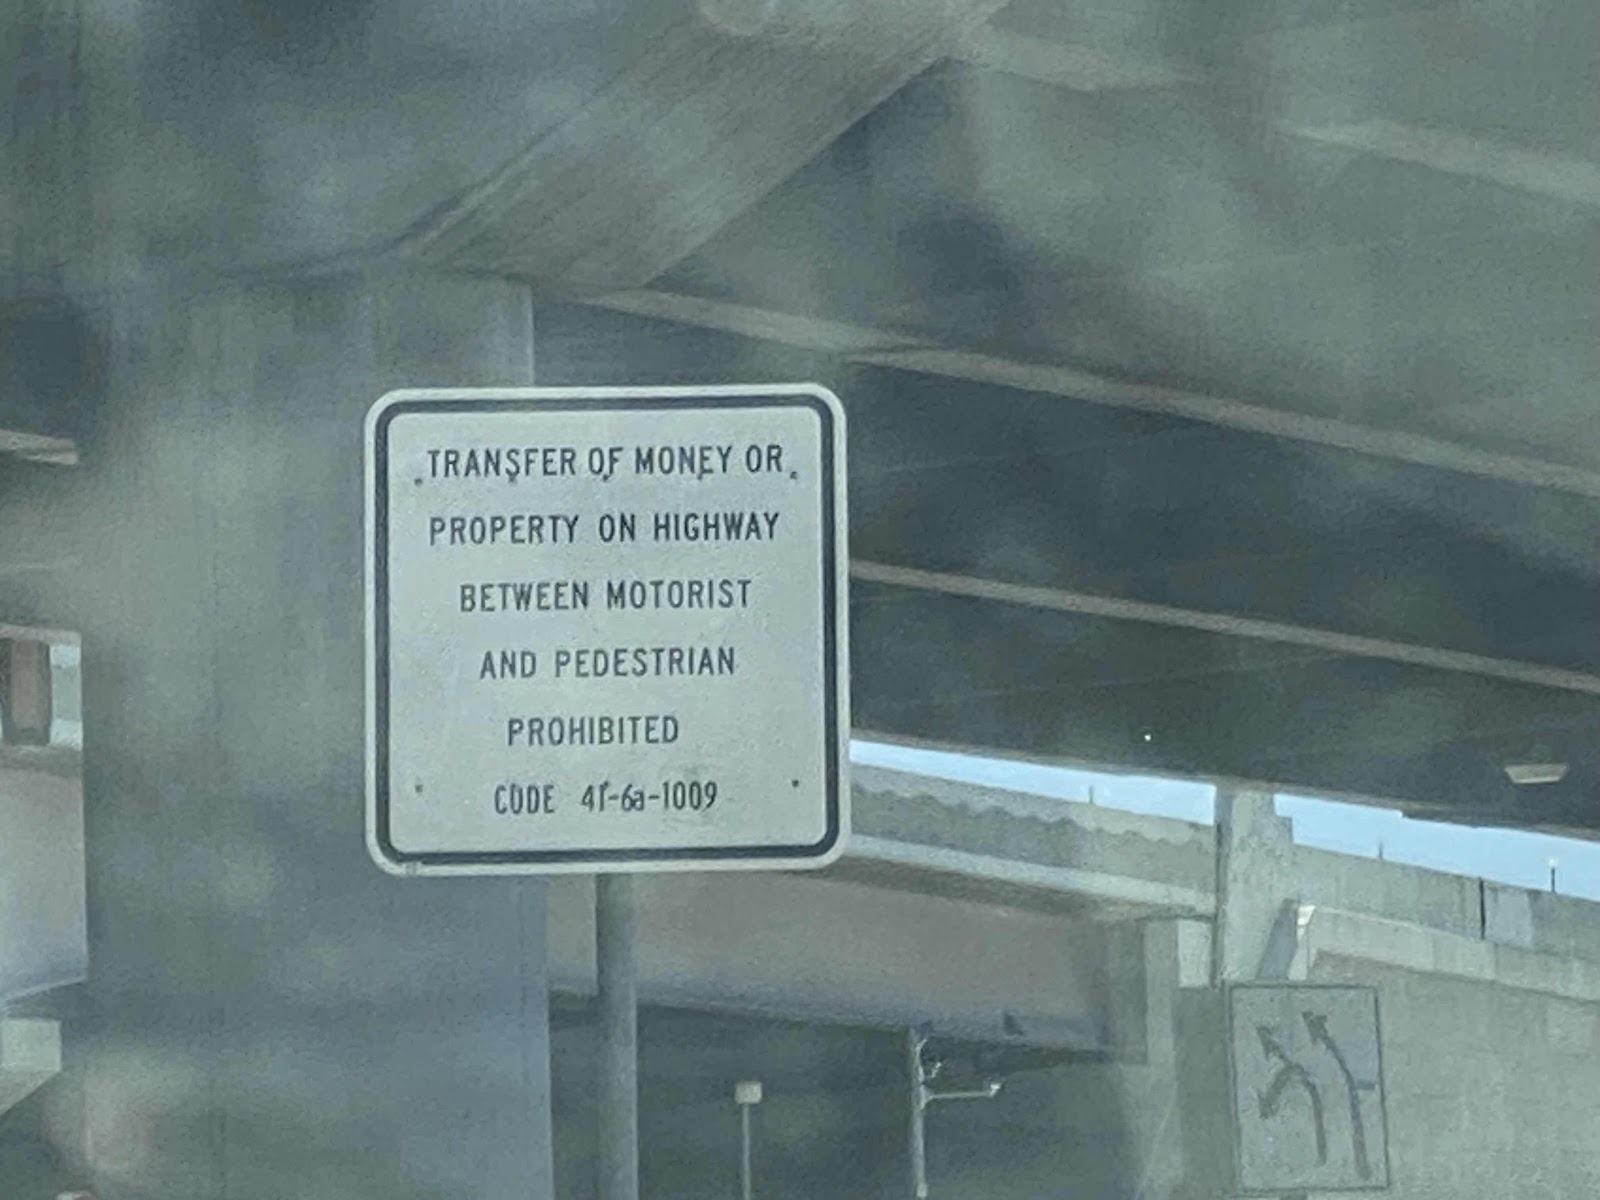 TRANSFER OF MONEY OR
PROPERTY ON HIGHWAY
BETWEEN MOTORIST
AND PEDESTRIAN
PROHIBITED
CODE 41-6a-1009